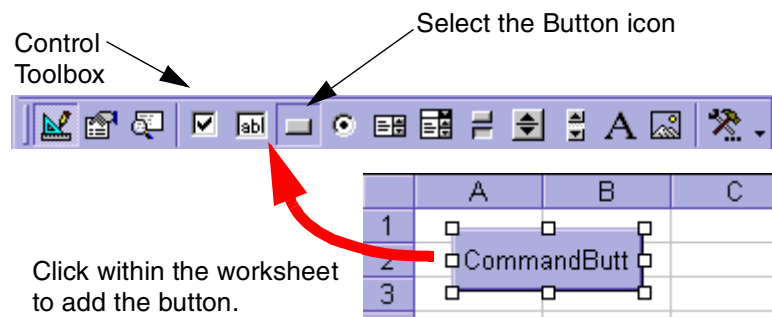 Select the Button icon
Control
Toolbox
abl
A
A B C
1
2 CommandButt
3
Click within the worksheet
to add the button.